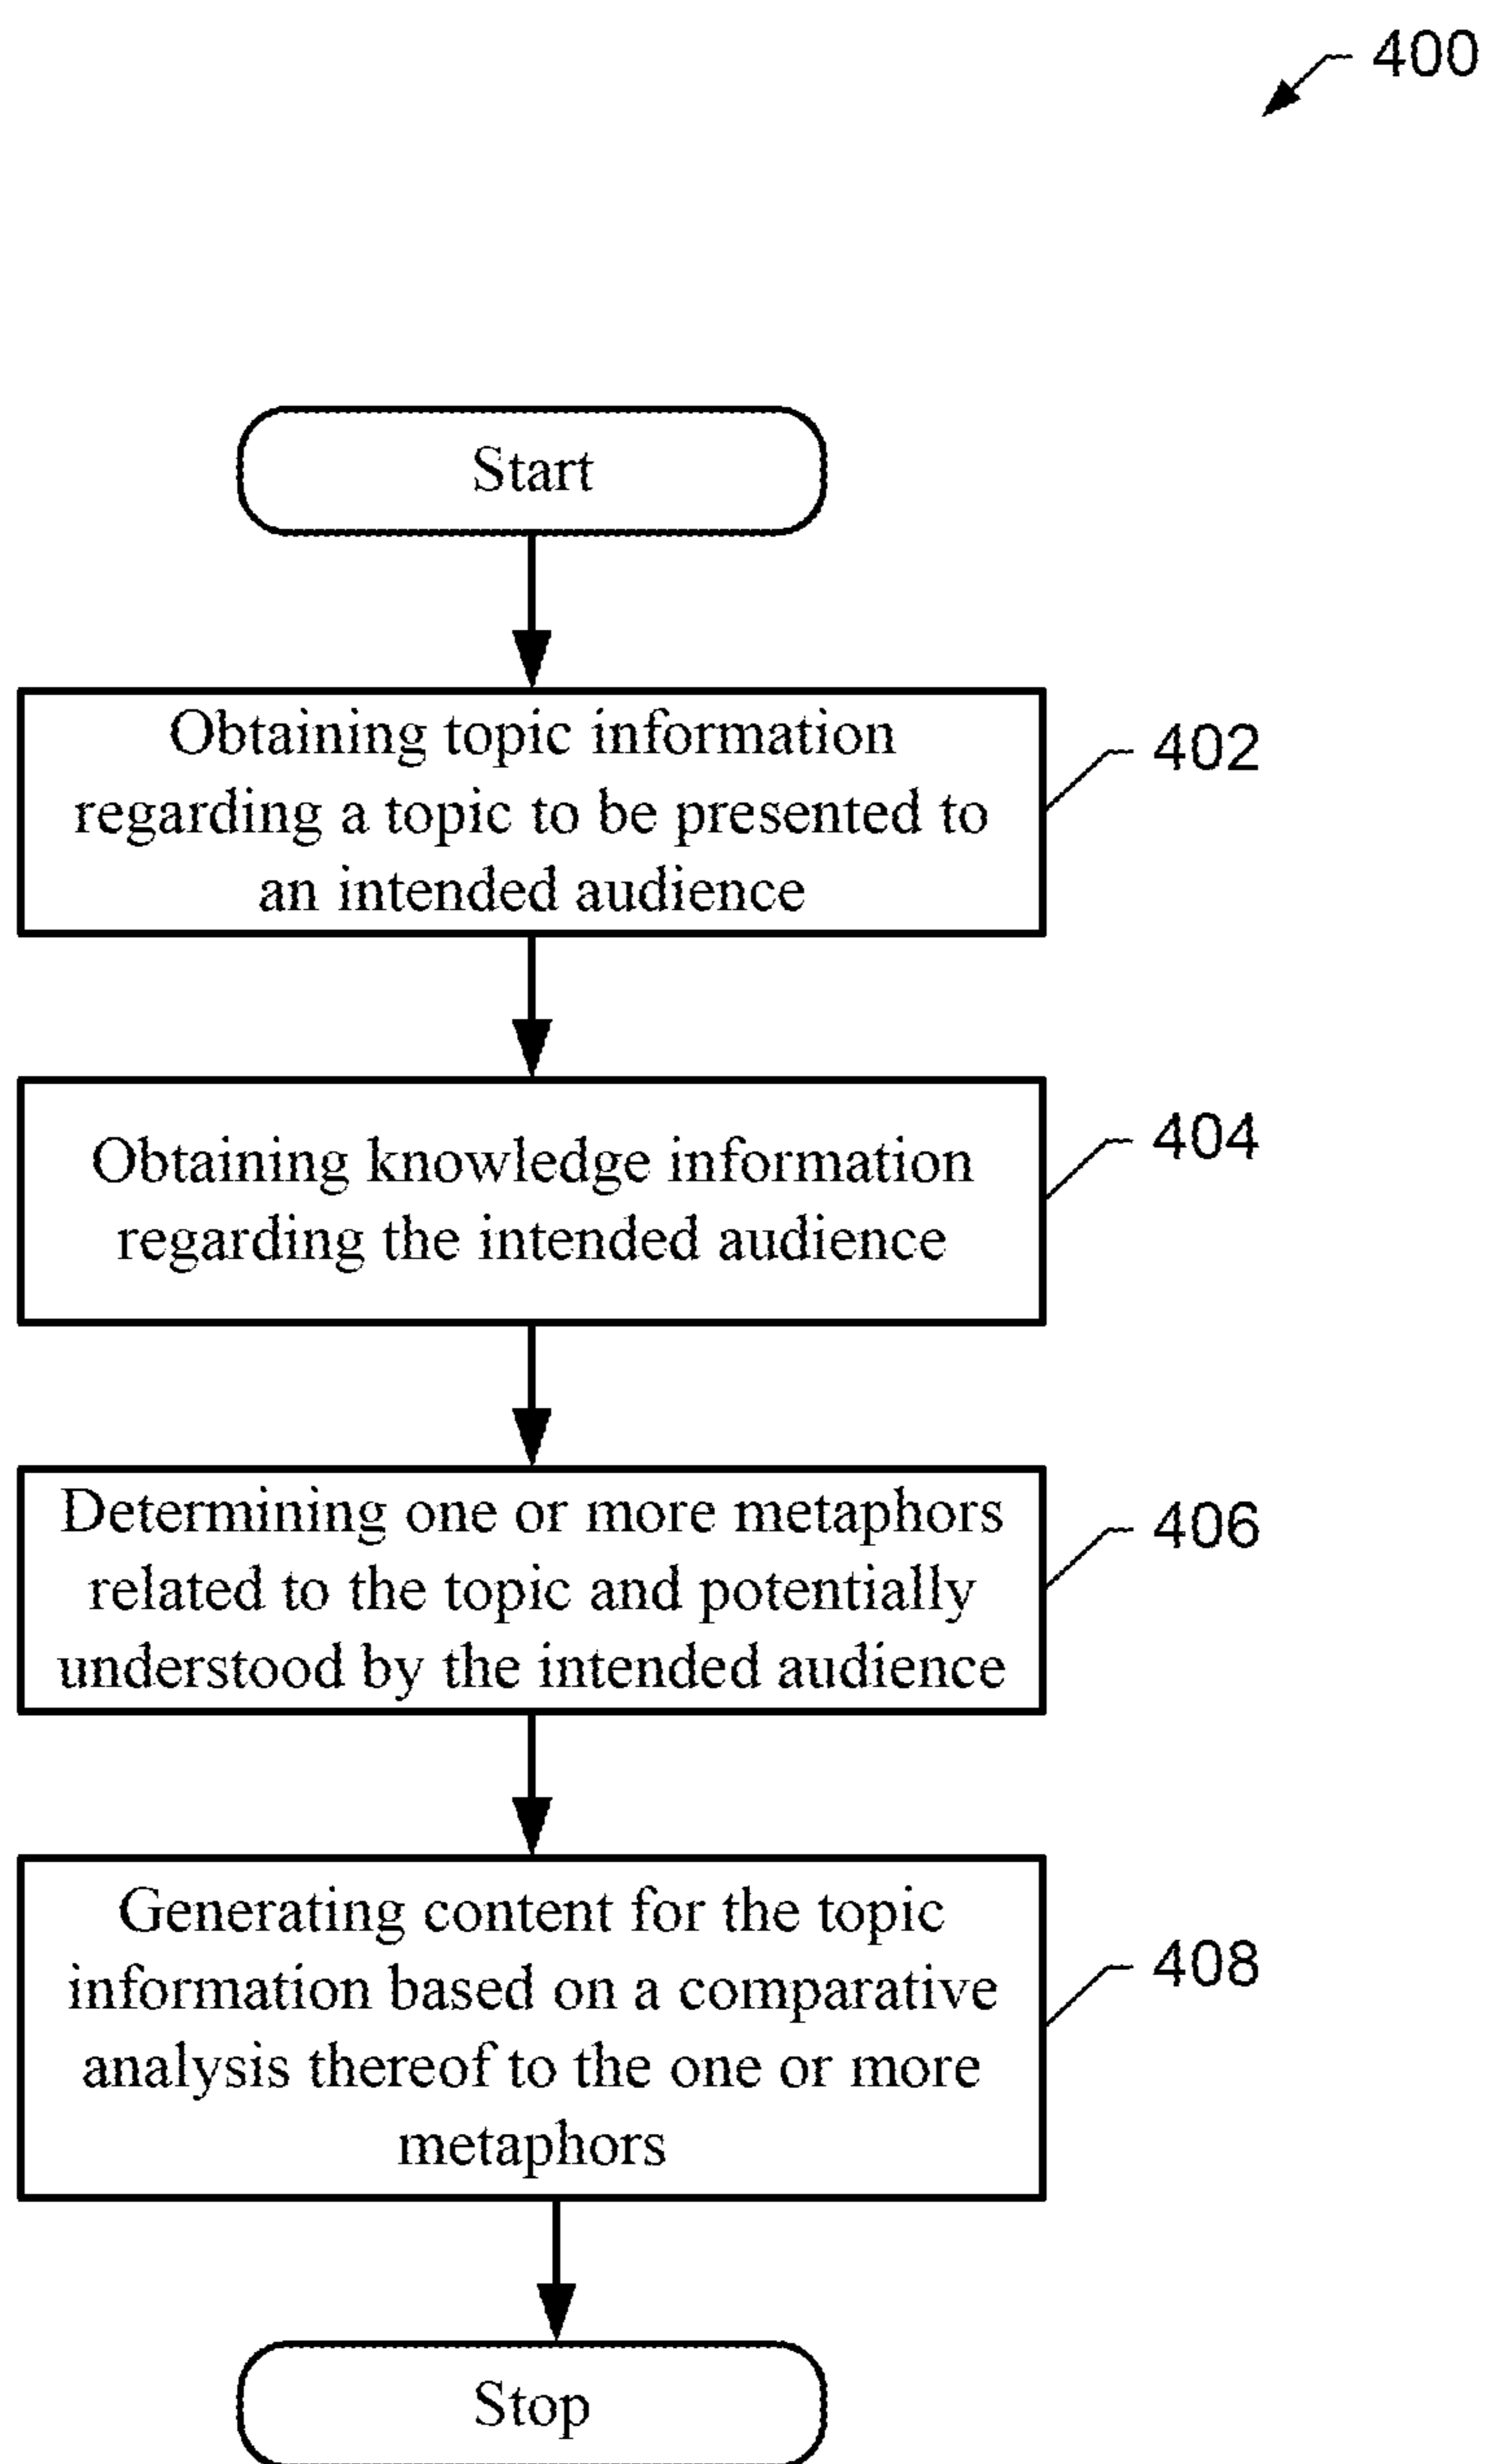 400
Start
Obtaining topic information
regarding a topic to be presented to
an intended audience
402
Obtaining knowledge information
regarding the intended audience
404
Determining one or more metaphors
related to the topic and potentially
understood by the intended audience
406
Generating content for the topic
information based on a comparative
analysis thereof to the one or more
metaphors
408
Stop